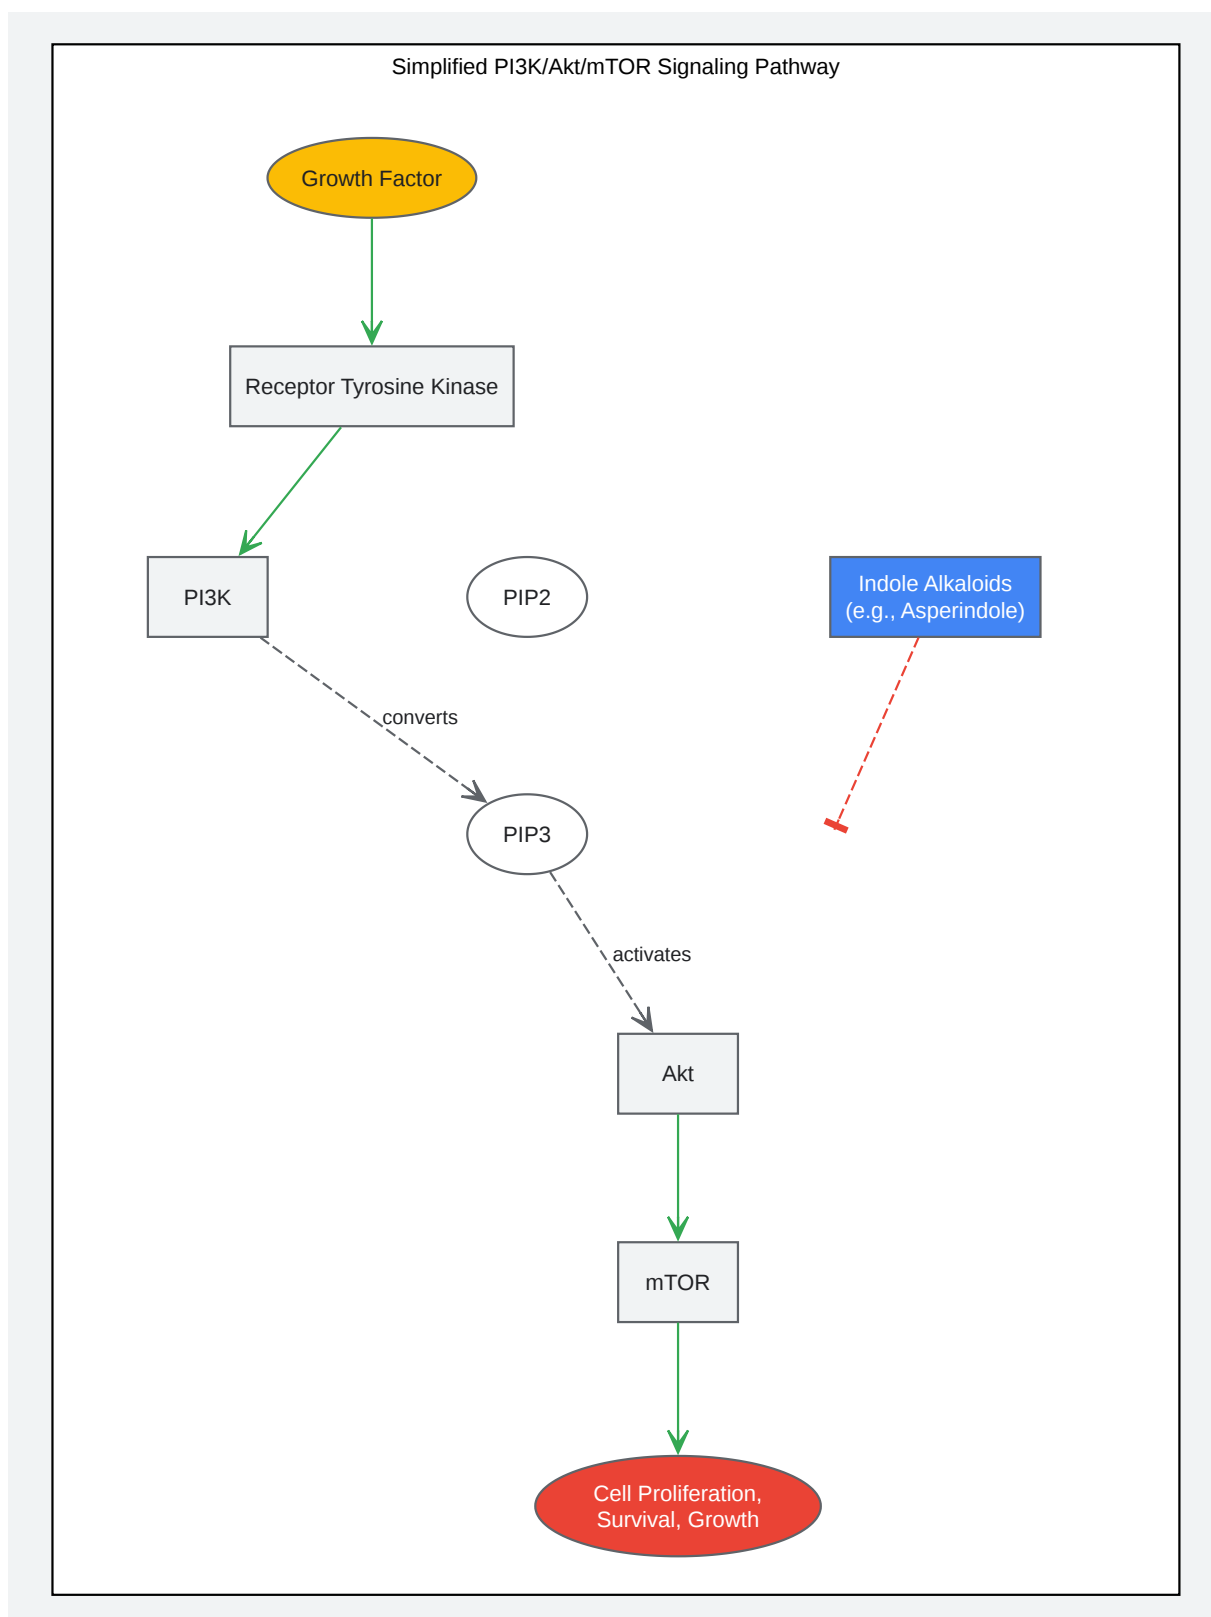 Simplified PI3K/Akt/mTOR Signaling Pathway
Growth Factor
Receptor Tyrosine Kinase
PI3K
PIP2
Indole Alkaloids
(e.g., Asperindole)
converts
PIP3
activates
Akt
mTOR
Cell Proliferation,
Survival, Growth